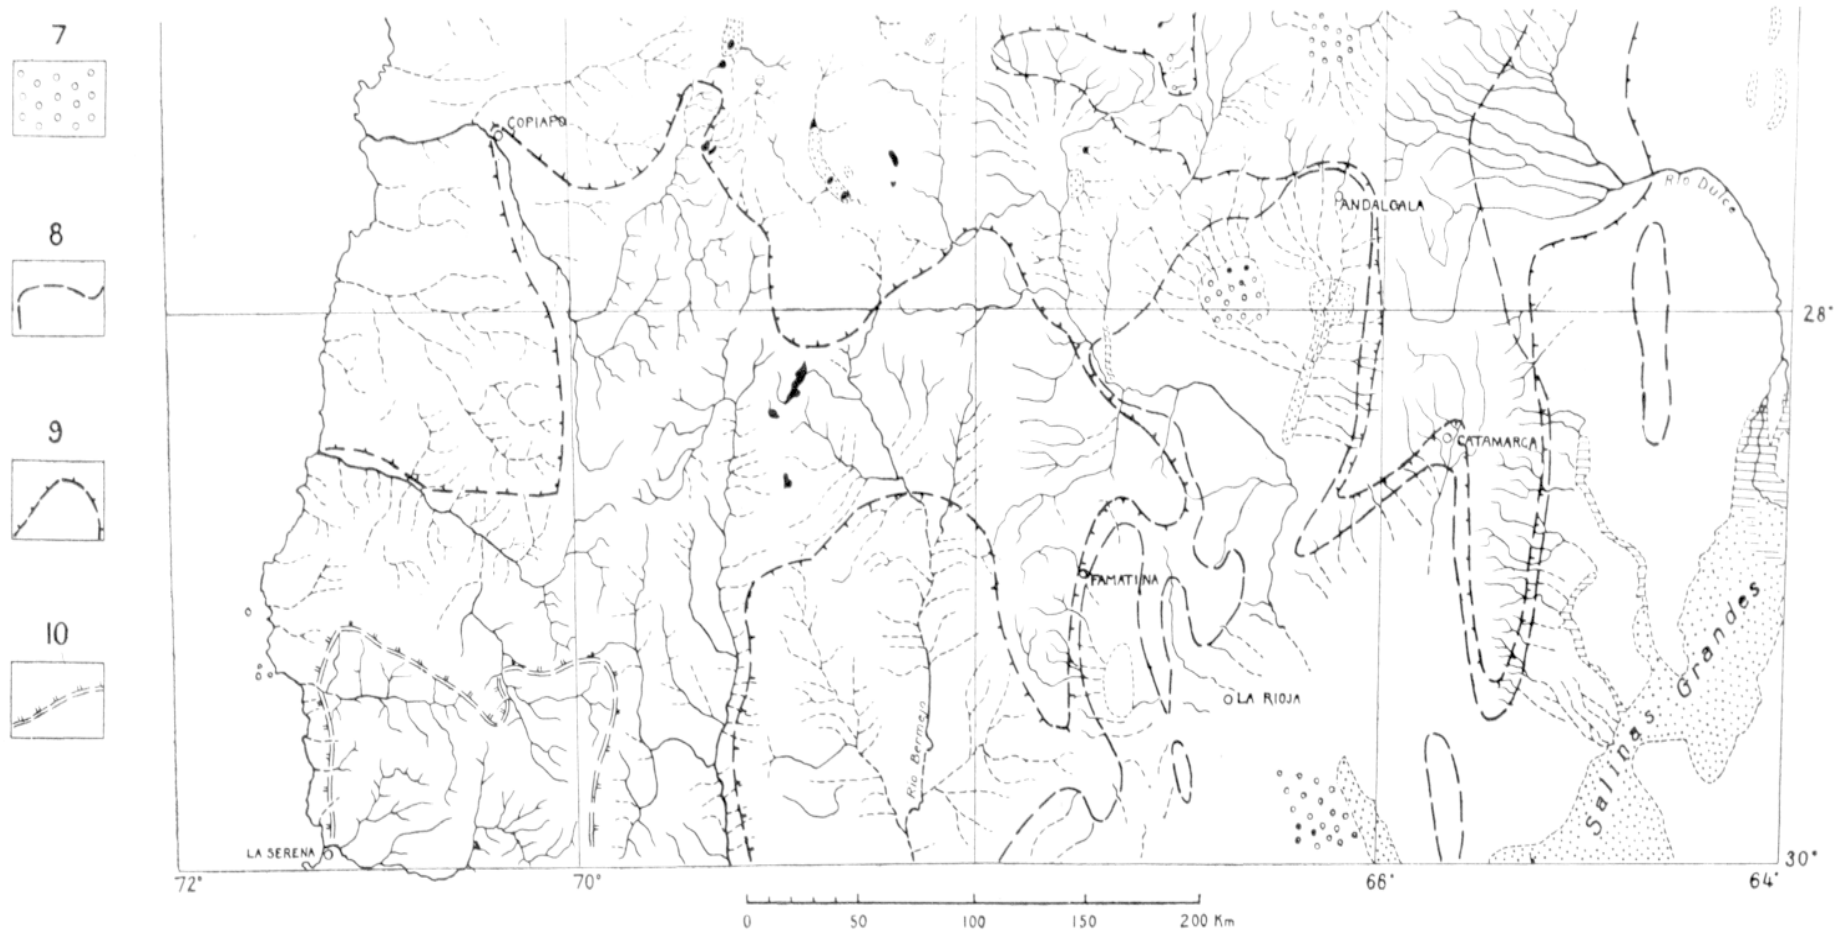 7
8
9
10
COPIAPO
ANDALGALA
Rio Dulce
28°
CATAMARCA
FAMATINA
LA RIOJA
Rio Bermejo
Salinas Grandes
LA SERENA
30°
72°
70°
66°
64°
0 50 100 150 200 Km